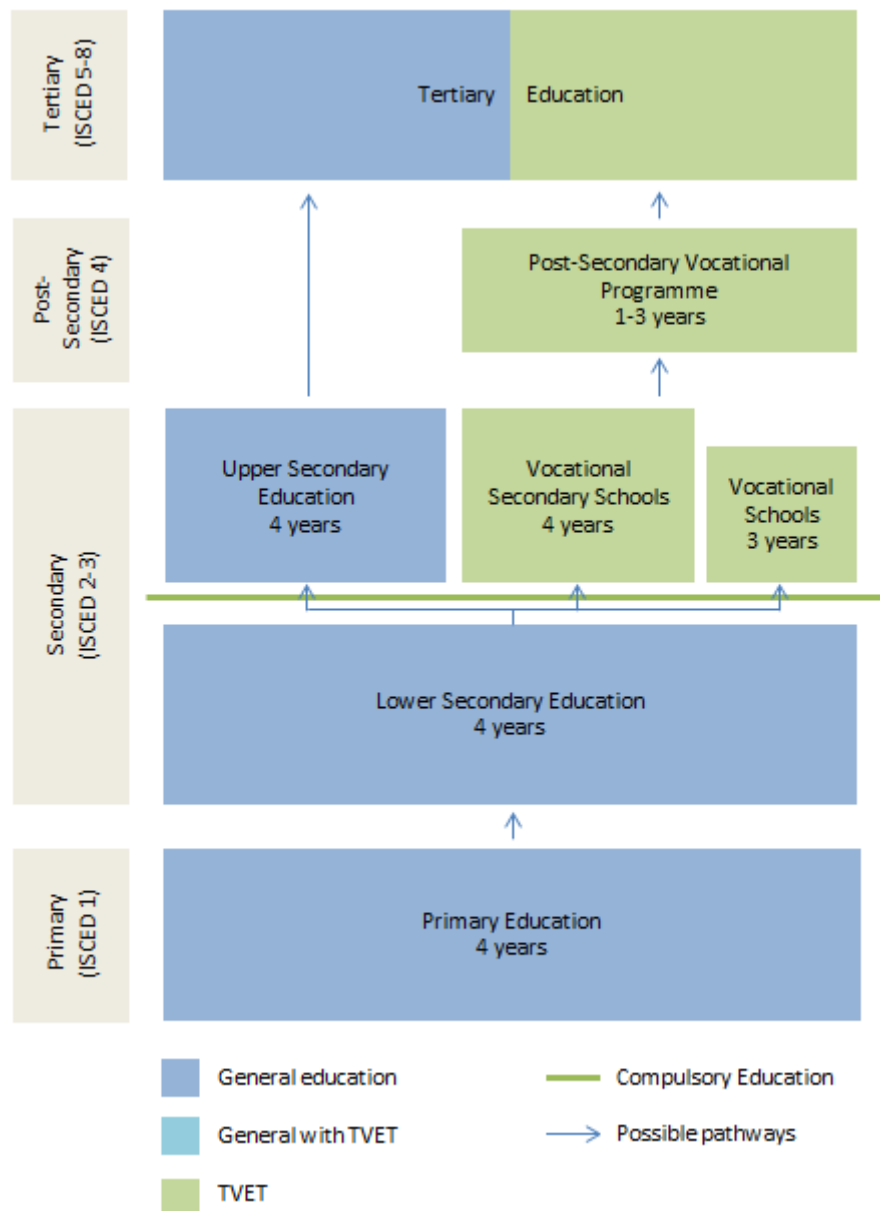 Tertiary
(ISCED 5-8)
Tertiary Education
Post-
Secondary
(ISCED 4)
Post-Secondary Vocational
Programme
1-3 years
Secondary
(ISCED 2-3)
Upper Secondary
Education
4 years
Vocational
Secondary Schools
4 years
Vocational
Schools
3 years
Lower Secondary Education
4 years
Primary
(ISCED 1)
Primary Education
4 years
General education
Compulsory Education
General with TVET
Possible pathways
TVET